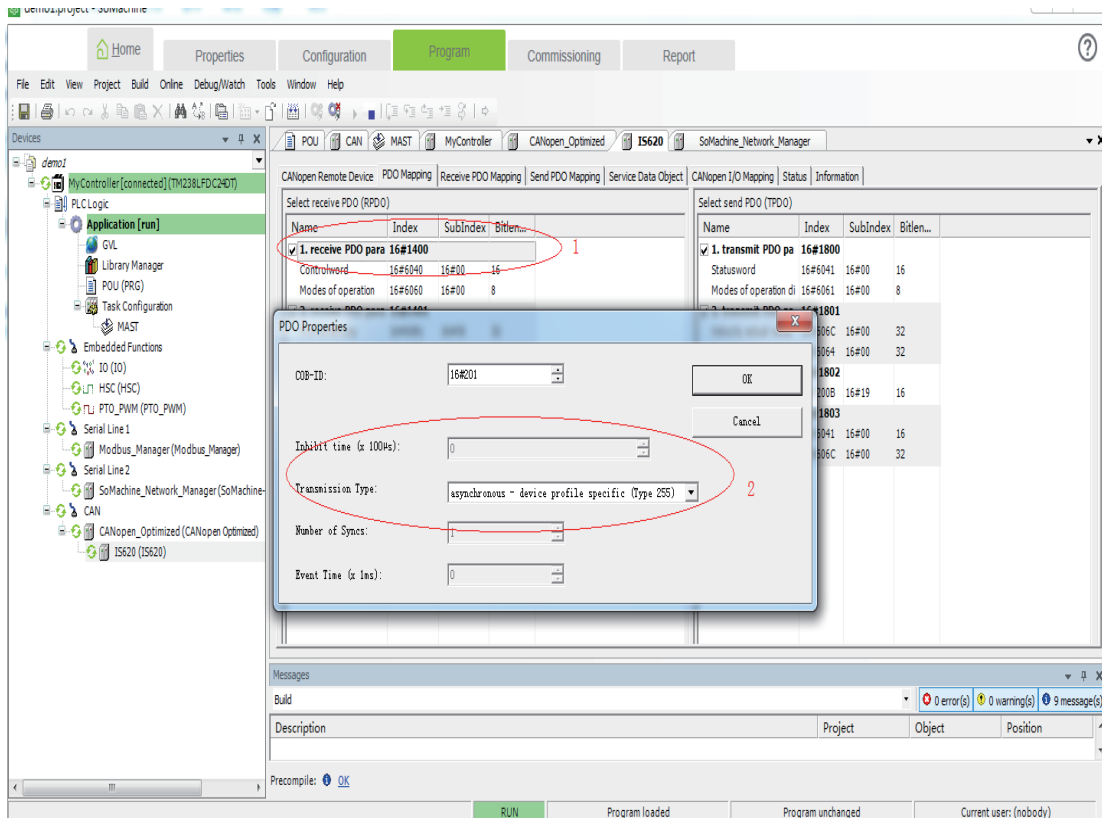 demo1.project - SoMachine
Home
Properties
Configuration
Program
Commissioning
Report
File Edit View Project Build Online Debug/Watch Tools Window Help
Devices
POU CAN MAST MyController CANopen_Optimized IS620 SoMachine_Network_Manager
demo1
MyController [connected] (TM238LFDC24DT)
PLC Logic
Application [run]
GVL
Library Manager
POU (PRG)
Task Configuration
MAST
Embedded Functions
IO (IO)
HSC (HSC)
PTO_PWM (PTO_PWM)
Serial Line 1
Modbus_Manager (Modbus_Manager)
Serial Line 2
SoMachine_Network_Manager (SoMachine-
CAN
CANopen_Optimized (CANopen Optimized)
IS620 (IS620)
CANopen Remote Device PDO Mapping Receive PDO Mapping Send PDO Mapping Service Data Object CANopen I/O Mapping Status Information
Select receive PDO (RPDO)
Name Index SubIndex Bitlen...
1. receive PDO para 16#1400
1
Controlword 16#6040 16#00 16
Modes of operation 16#6060 16#00 8
Select send PDO (TPDO)
Name Index SubIndex Bitlen...
1. transmit PDO pa 16#1800
Statusword 16#6041 16#00 16
Modes of operation di 16#6061 16#00 8
#1801
606C 16#00 32
6064 16#00 32
1802
200B 16#19 16
1803
6041 16#00 16
606C 16#00 32
PDO Properties
COB-ID: 16#201
OK
Cancel
Inhibit time (x 100µs): 0
Transmission Type: asynchronous - device profile specific (Type 255)
2
Number of Syncs: 1
Event Time (x 1ms): 0
Messages
Build
0 error(s) 0 warning(s) 9 message(s)
Description Project Object Position
Precompile: OK
RUN Program loaded Program unchanged Current user: (nobody)